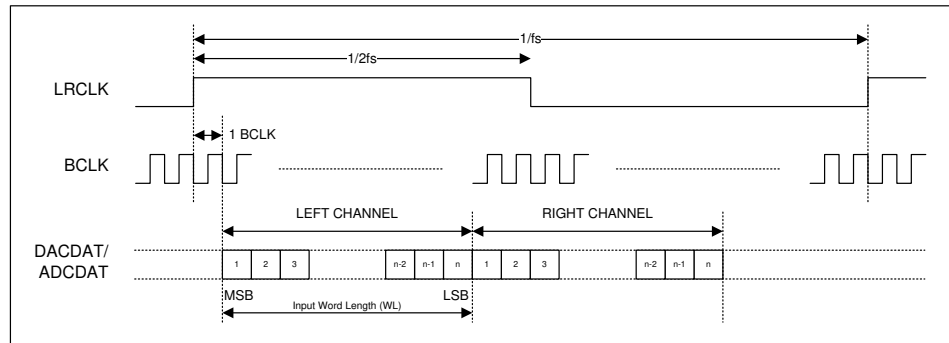 1/fs
1/2fs
LRCLK
1 BCLK
BCLK
LEFT CHANNEL
RIGHT CHANNEL
DACDAT/
ADCDAT
1 2 3 n-2 n-1 n 1 2 3 n-2 n-1 n
MSB LSB
Input Word Length (WL)